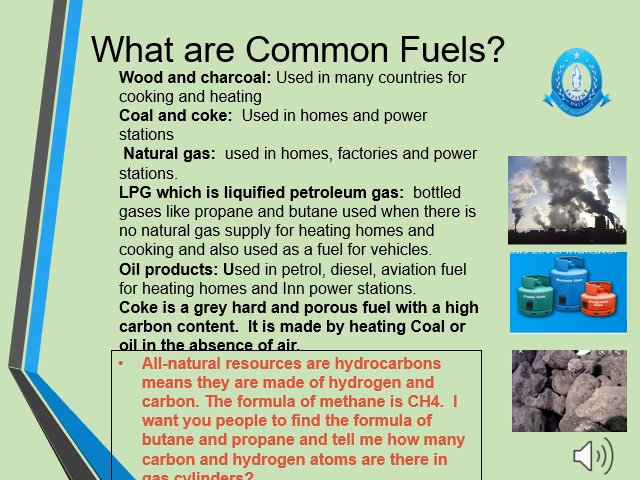 What are Common Fuels?
Wood and charcoal: Used in many countries for
cooking and heating
Coal and coke:  Used in homes and power
stations
Natural gas:  used in homes, factories and power
stations.
LPG which is liquified petroleum gas:  bottled
gases like propane and butane used when there is
no natural gas supply for heating homes and
cooking and also used as a fuel for vehicles.
Oil products: Used in petrol, diesel, aviation fuel
for heating homes and Inn power stations.
Coke is a grey hard and porous fuel with a high
carbon content.  It is made by heating Coal or
oil in the absence of air.
• All-natural resources are hydrocarbons
means they are made of hydrogen and
carbon. The formula of methane is CH4.  I
want you people to find the formula of
butane and propane and tell me how many
carbon and hydrogen atoms are there in
gas cylinders?